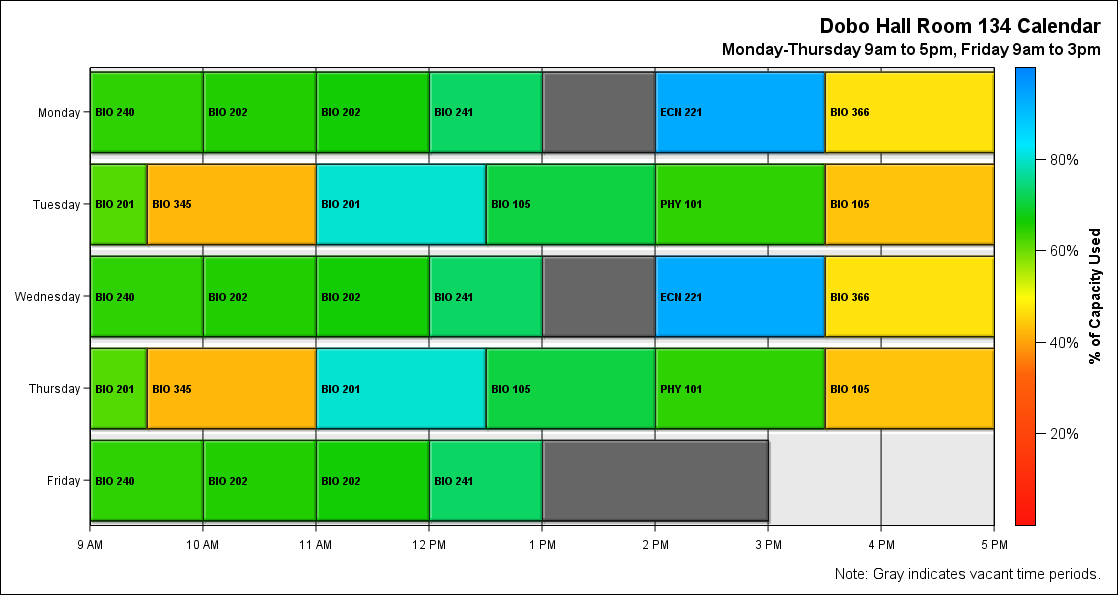 Dobo Hall Room 134 Calendar
Monday-Thursday 9am to 5pm, Friday 9am to 3pm
Monday
BIO 240
BIO 202
BIO 202
BIO 241
ECN 221
BIO 366
Tuesday
BIO 201
BIO 345
BIO 201
BIO 105
PHY 101
BIO 105
Wednesday
BIO 240
BIO 202
BIO 202
BIO 241
ECN 221
BIO 366
Thursday
BIO 201
BIO 345
BIO 201
BIO 105
PHY 101
BIO 105
Friday
BIO 240
BIO 202
BIO 202
BIO 241
9 AM
10 AM
11 AM
12 PM
1 PM
2 PM
3 PM
4 PM
5 PM
80%
60%
40%
20%
% of Capacity Used
Note: Gray indicates vacant time periods.